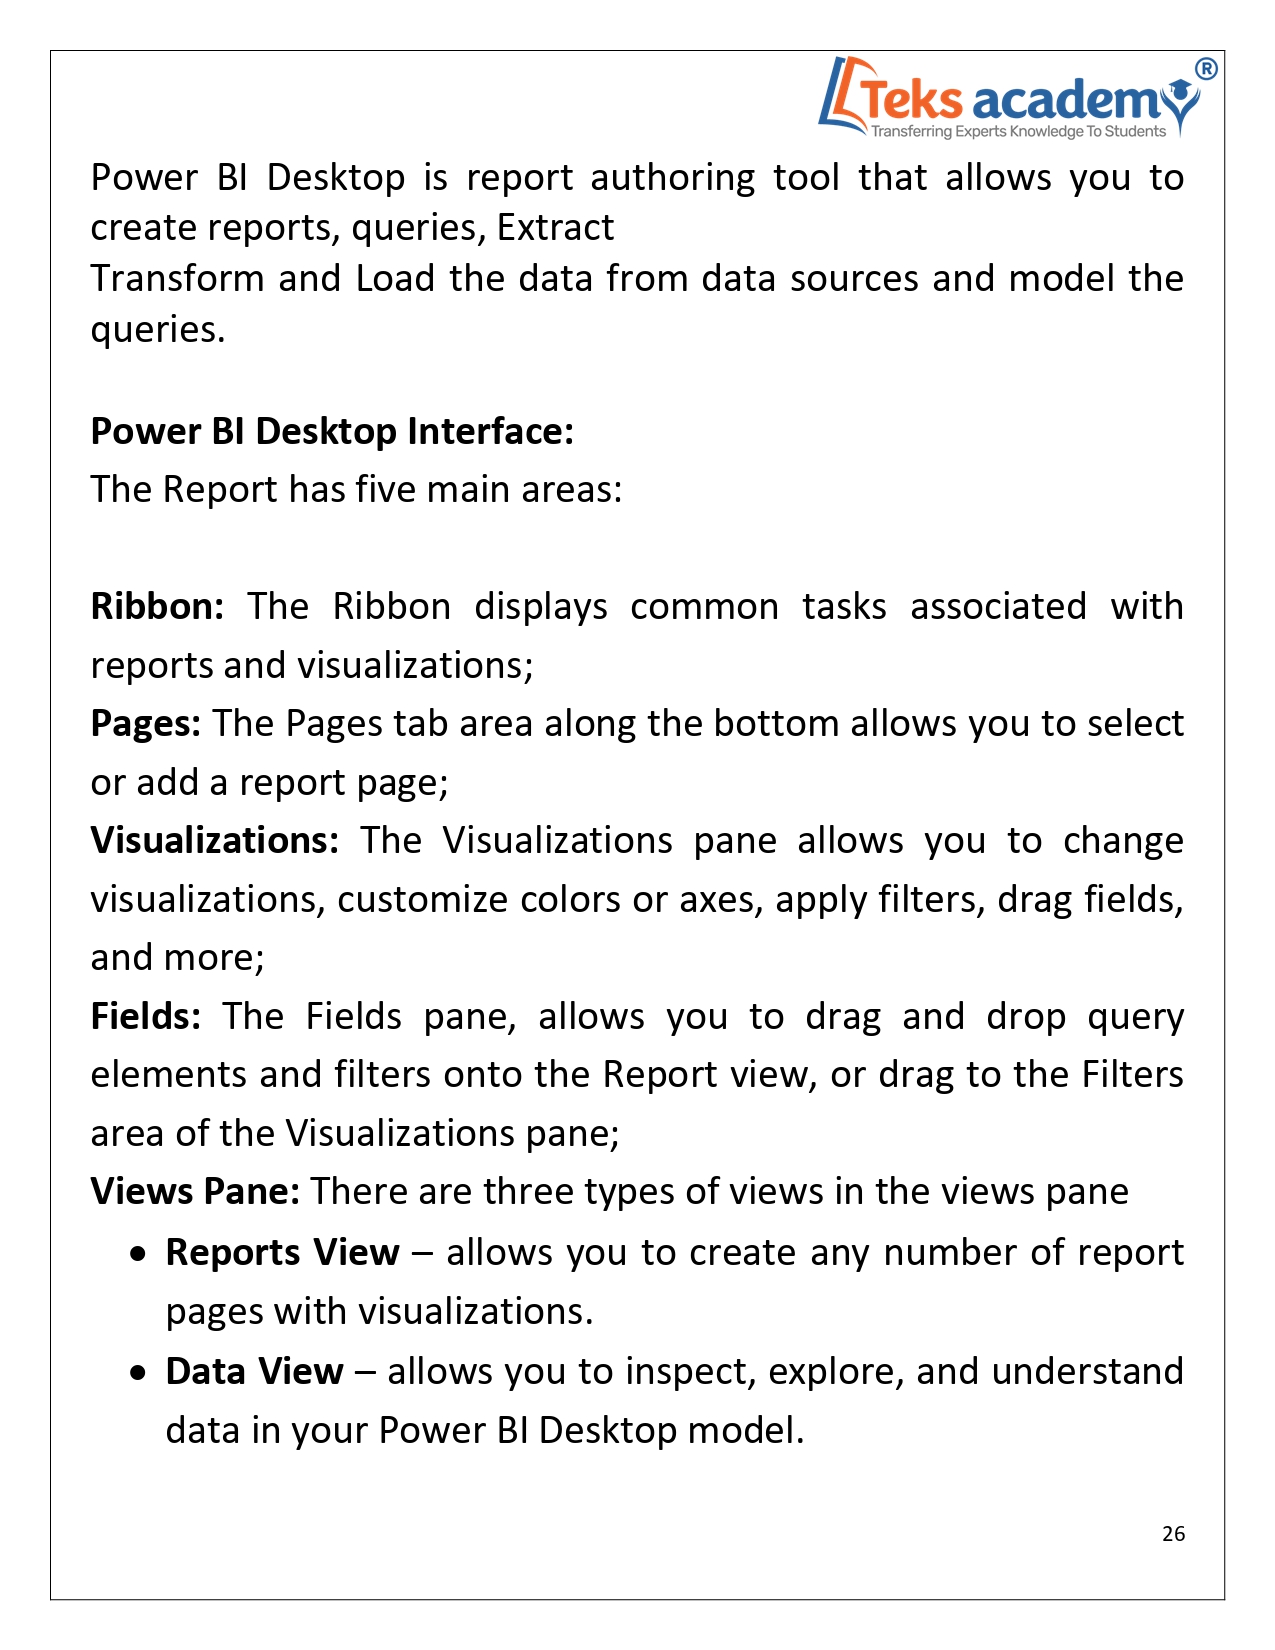 Teks academy ®
Transferring Experts Knowledge To Students
Power BI Desktop is report authoring tool that allows you to
create reports, queries, Extract
Transform and Load the data from data sources and model the
queries.
Power BI Desktop Interface:
The Report has five main areas:
Ribbon: The Ribbon displays common tasks associated with
reports and visualizations;
Pages: The Pages tab area along the bottom allows you to select
or add a report page;
Visualizations: The Visualizations pane allows you to change
visualizations, customize colors or axes, apply filters, drag fields,
and more;
Fields: The Fields pane, allows you to drag and drop query
elements and filters onto the Report view, or drag to the Filters
area of the Visualizations pane;
Views Pane: There are three types of views in the views pane
• Reports View – allows you to create any number of report
pages with visualizations.
• Data View – allows you to inspect, explore, and understand
data in your Power BI Desktop model.
26